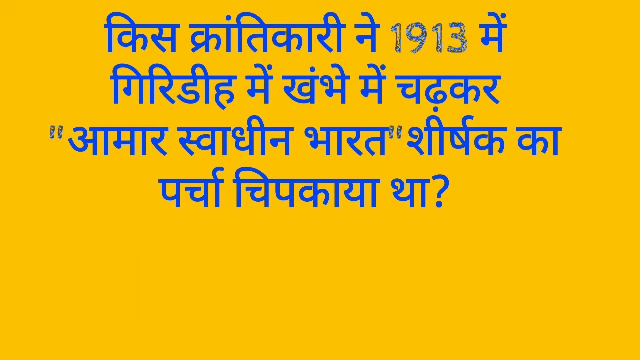 किस क्रांतिकारी ने 1913 में
गिरिडीह में खंभे में चढ़कर
"आमार स्वाधीन भारत"शीर्षक का
पर्चा चिपकाया था?